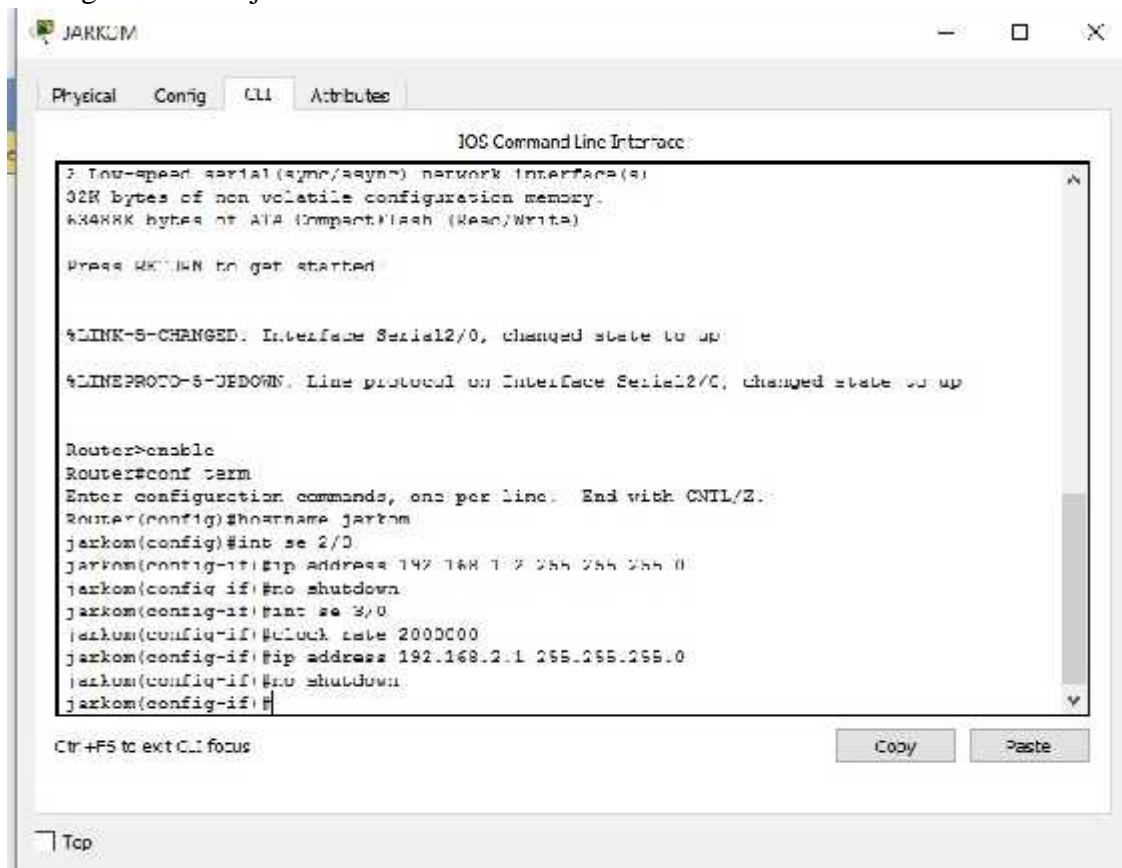 JARKOM
Physical Config CLI Attributes
IOS Command Line Interface
2 Low-speed serial(sync/async) network interface(s)
32K bytes of non-volatile configuration memory.
63488K bytes of ATA CompactFlash (Read/Write)
Press RETURN to get started
%LINK-5-CHANGED: Interface Serial2/0, changed state to up
%LINEPROTO-5-UPDOWN: Line protocol on Interface Serial2/0, changed state to up
Router>enable
Router#conf term
Enter configuration commands, one per line. End with CNTL/Z.
Router(config)#hostname jarkom
jarkom(config)#int se 2/0
jarkom(config-if)#ip address 192.168.1.2 255.255.255.0
jarkom(config-if)#no shutdown
jarkom(config-if)#int se 3/0
jarkom(config-if)#clock rate 2000000
jarkom(config-if)#ip address 192.168.2.1 255.255.255.0
jarkom(config-if)#no shutdown
jarkom(config-if)#
Ctrl+F6 to exit CLI focus
Copy Paste
Top